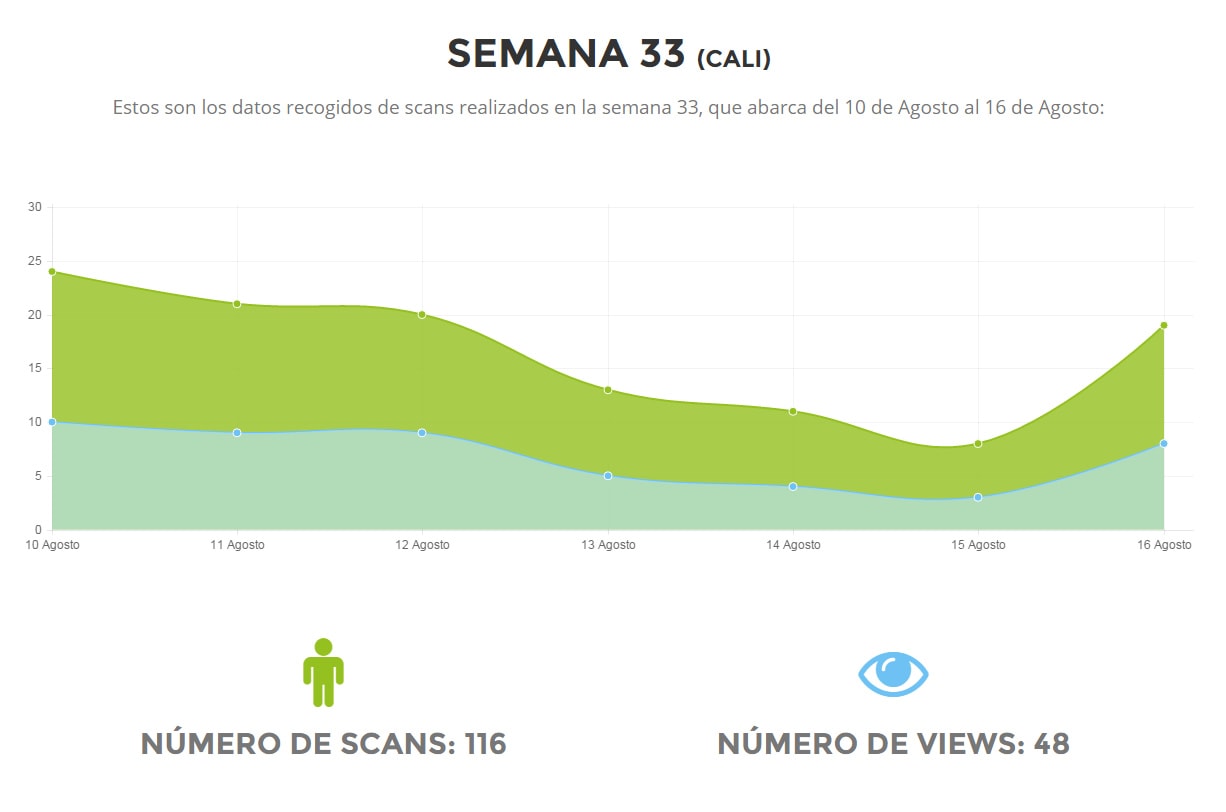 SEMANA 33 (CALI)
Estos son los datos recogidos de scans realizados en la semana 33, que abarca del 10 de Agosto al 16 de Agosto:
30
25
20
15
10
5
0
10 Agosto 11 Agosto 12 Agosto 13 Agosto 14 Agosto 15 Agosto 16 Agosto
NÚMERO DE SCANS: 116 NÚMERO DE VIEWS: 48